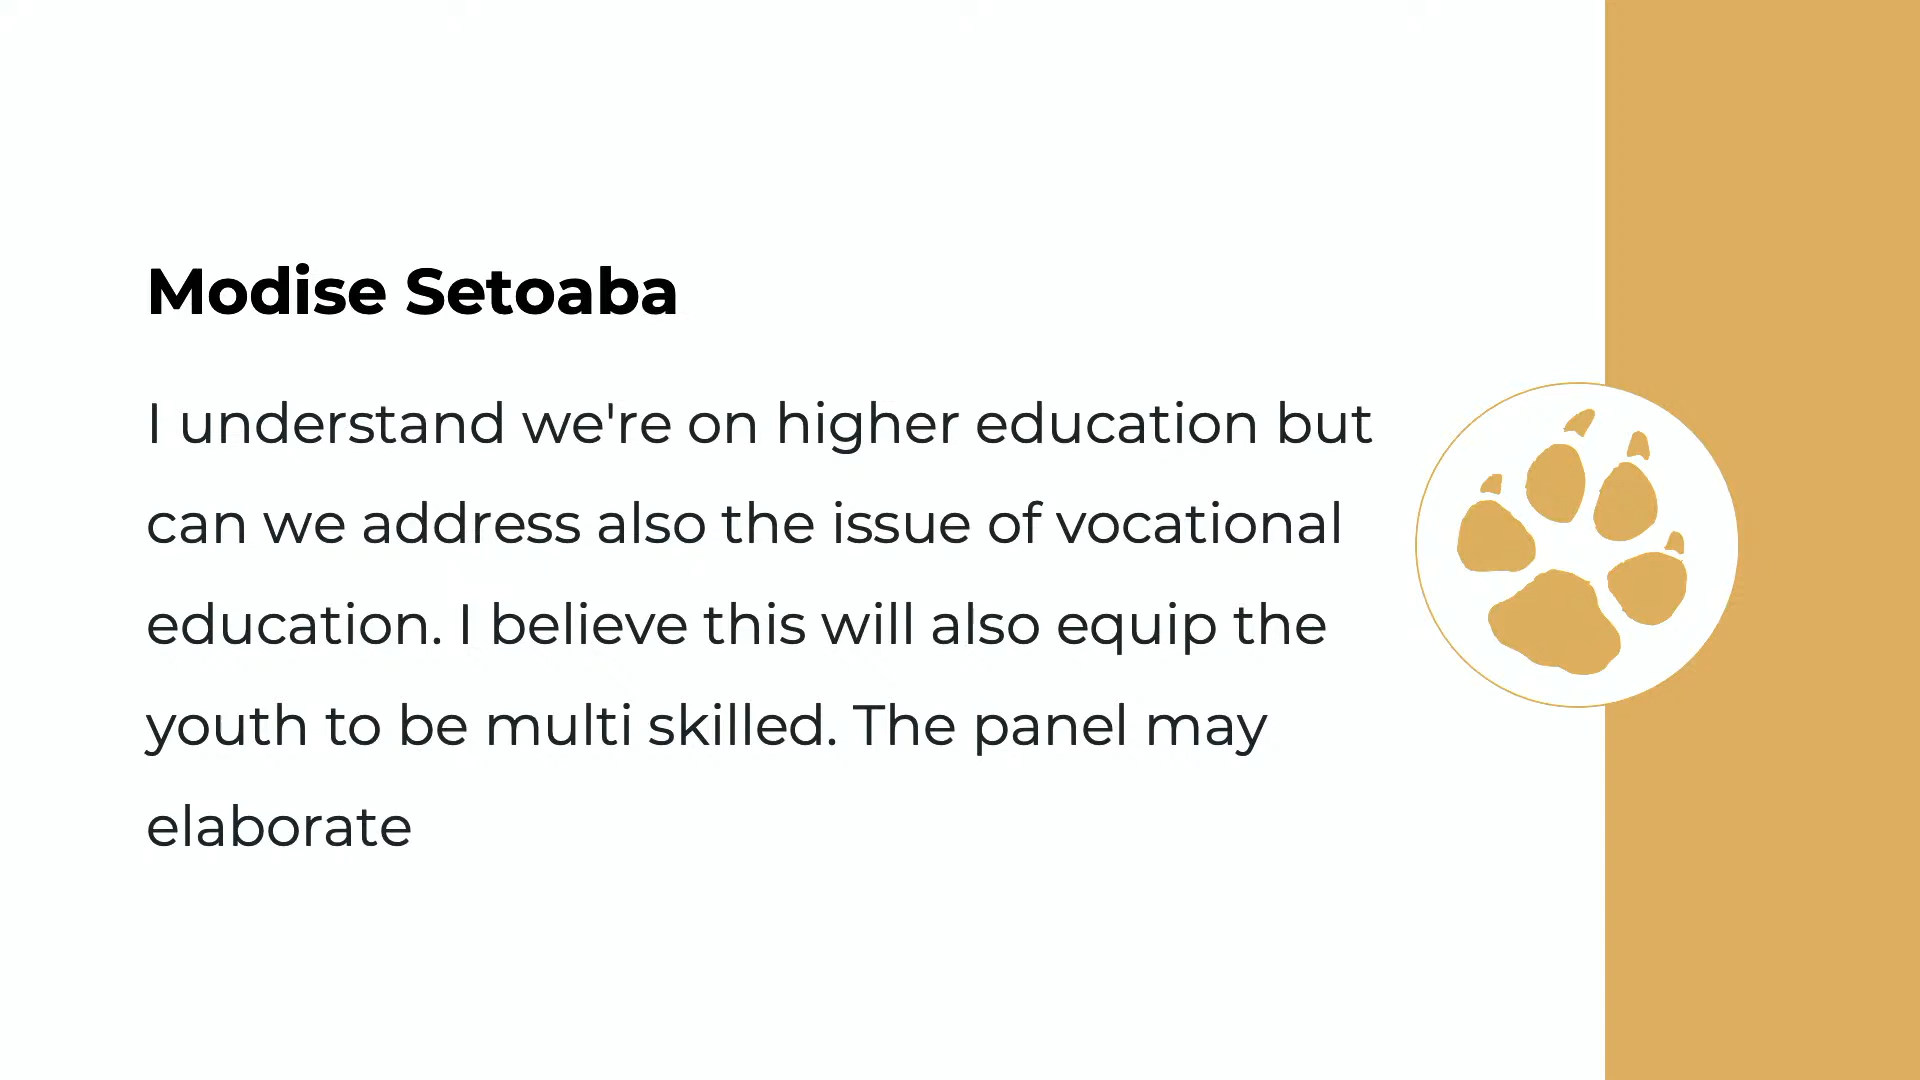 Modise Setoaba
I understand we're on higher education but
can we address also the issue of vocational
education. I believe this will also equip the
youth to be multi skilled. The panel may
elaborate